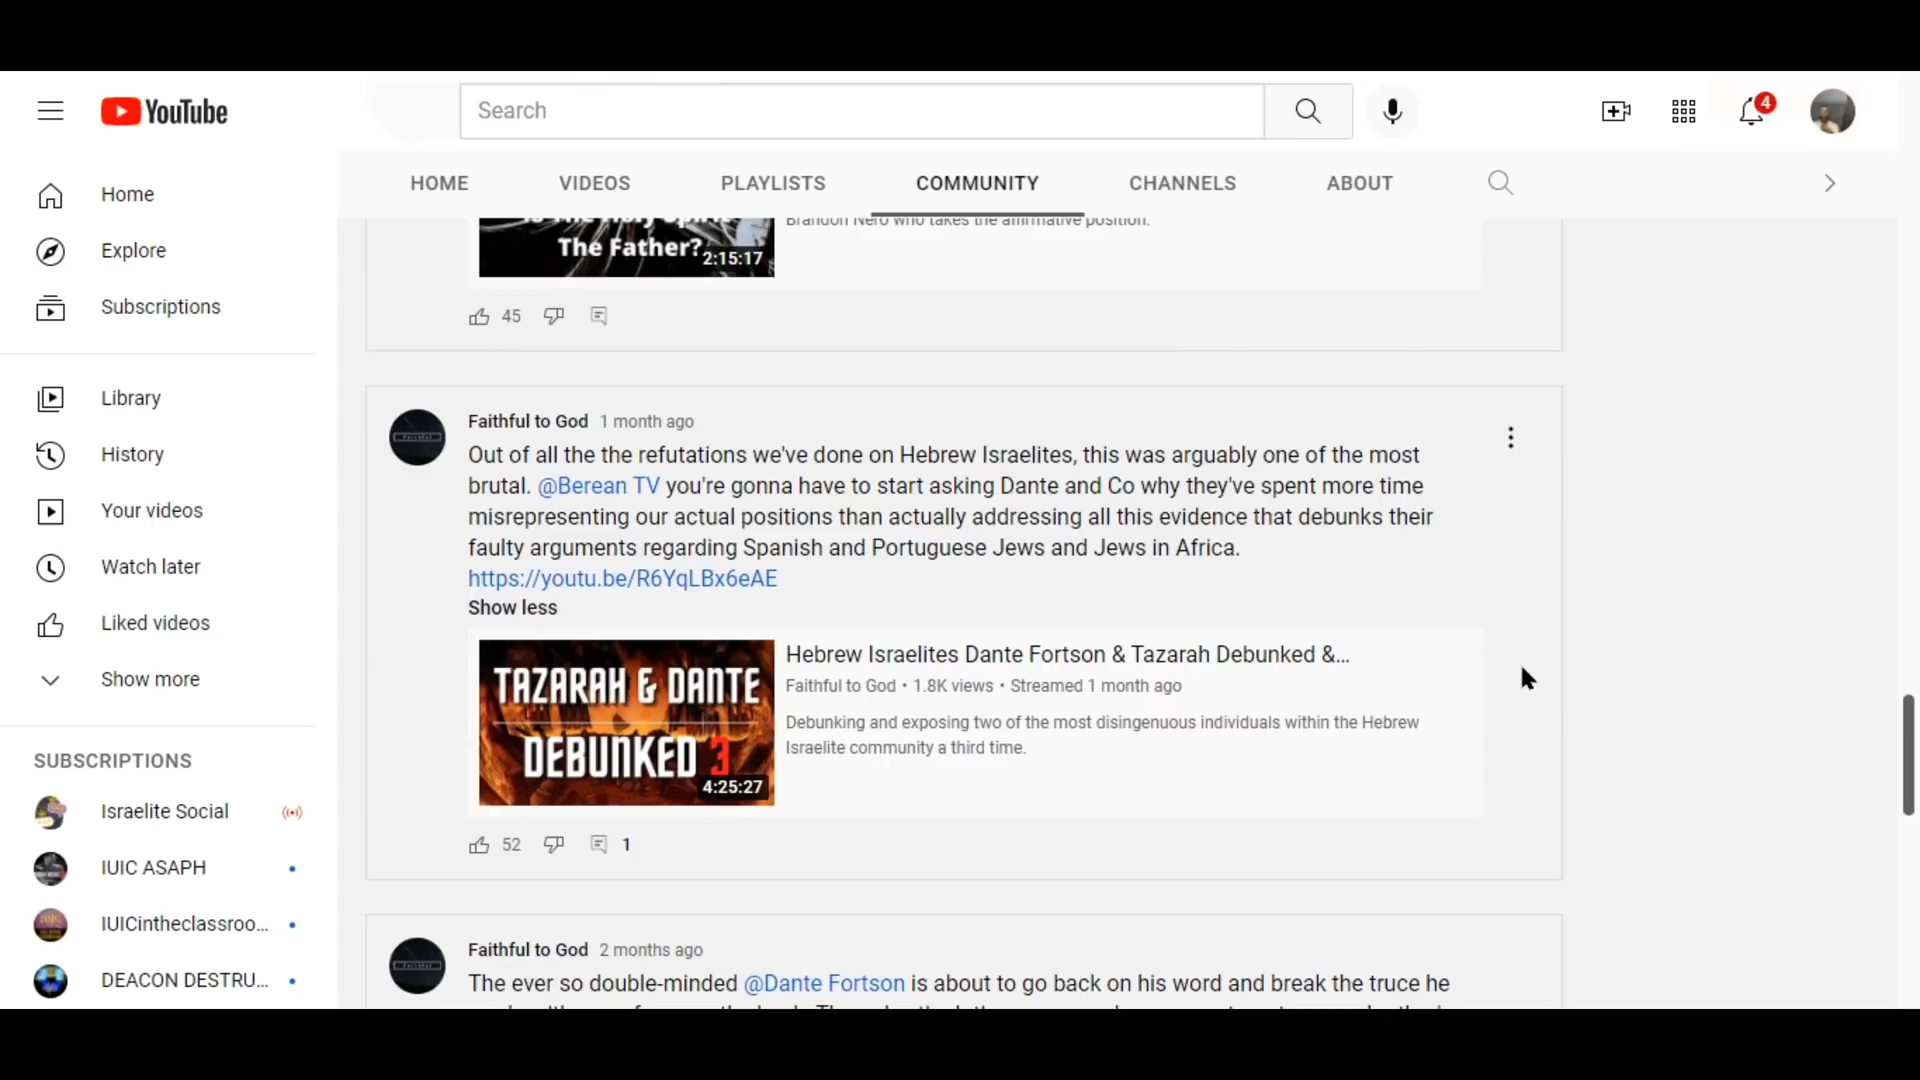 YouTube
Search
4
Home
Explore
Subscriptions
Library
History
Your videos
Watch later
Liked videos
Show more
SUBSCRIPTIONS
Israelite Social
IUIC ASAPH
IUICintheclassroo...
DEACON DESTRU...
HOME VIDEOS PLAYLISTS COMMUNITY CHANNELS ABOUT
The Father?
2:15:17
Brandon Nero who takes the affirmative position.
45
Faithful to God 1 month ago
Out of all the the refutations we've done on Hebrew Israelites, this was arguably one of the most
brutal. @Berean TV you're gonna have to start asking Dante and Co why they've spent more time
misrepresenting our actual positions than actually addressing all this evidence that debunks their
faulty arguments regarding Spanish and Portuguese Jews and Jews in Africa.
https://youtu.be/R6YqLBx6eAE
Show less
TAZARAH & DANTE
DEBUNKED 3
4:25:27
Hebrew Israelites Dante Fortson & Tazarah Debunked &...
Faithful to God • 1.8K views • Streamed 1 month ago
Debunking and exposing two of the most disingenuous individuals within the Hebrew
Israelite community a third time.
52 1
Faithful to God 2 months ago
The ever so double-minded @Dante Fortson is about to go back on his word and break the truce he